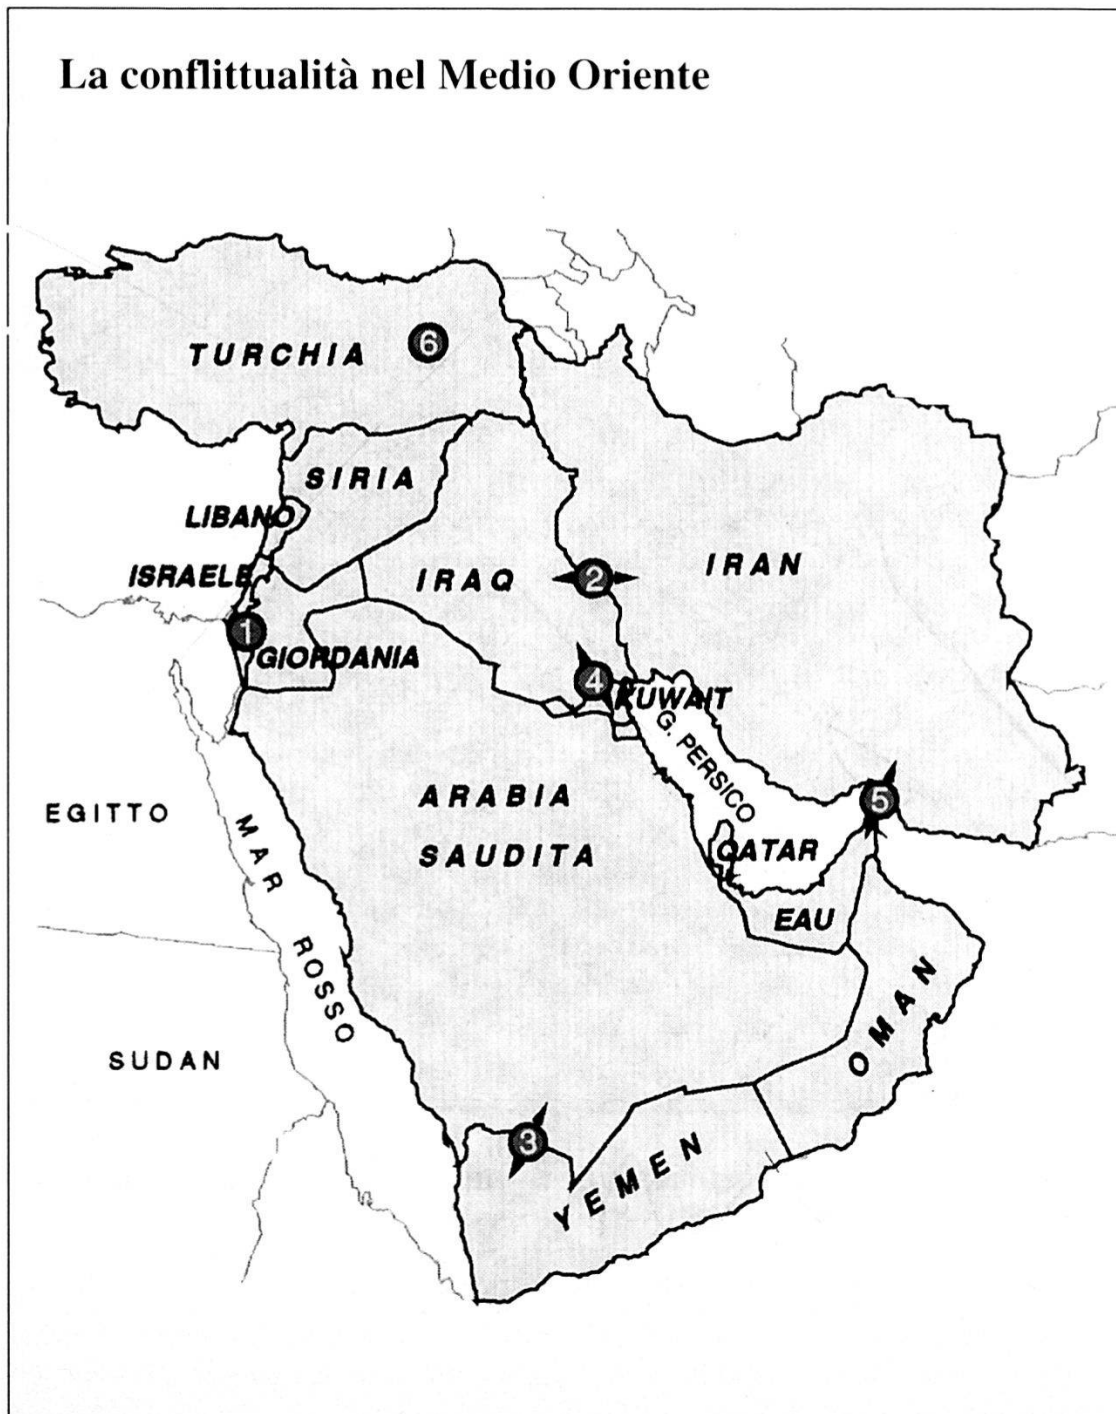 La conflittualità nel Medio Oriente
TURCHIA
6
SIRIA
LIBANO
ISRAELE
IRAQ
2
IRAN
1
GIORDANIA
4
KUWAIT
G. PERSICO
5
EGITTO
MAR ROSSO
ARABIA
SAUDITA
QATAR
EAU
OMAN
SUDAN
3
YEMEN